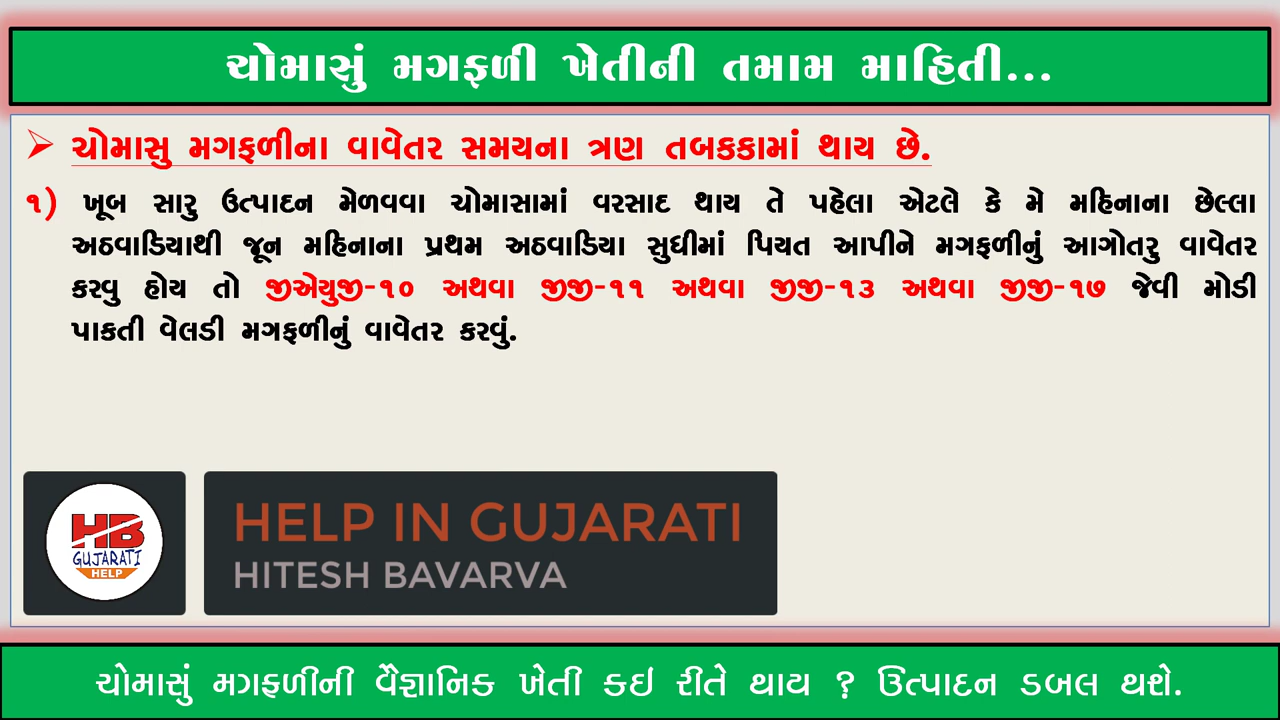 ચોમાસું મગફળી ખેતીની તમામ માહિતી...
➢ ચોમાસુ મગફળીના વાવેતર સમયના ત્રણ તબકકામાં થાય છે.
૧) ખૂબ સારુ ઉત્પાદન મેળવવા ચોમાસામાં વરસાદ થાય તે પહેલા એટલે કે મે મહિનાના છેલ્લા
અઠવાડિયાથી જૂન મહિનાના પ્રથમ અઠવાડિયા સુધીમાં પિયત આપીને મગફળીનું આગોતરુ વાવેતર
કરવુ હોય તો જીએયુજી-૧૦ અથવા જીજી-૧૧ અથવા જીજી-૧૩ અથવા જીજી-૧૭ જેવી મોડી
પાકતી વેલડી મગફળીનું વાવેતર કરવું.
HB
GUJARATI
HELP
HELP IN GUJARATI
HITESH BAVARVA
ચોમાસું મગફળીની વૈજ્ઞાનિક ખેતી કઈ રીતે થાય ? ઉત્પાદન ડબલ થશે.